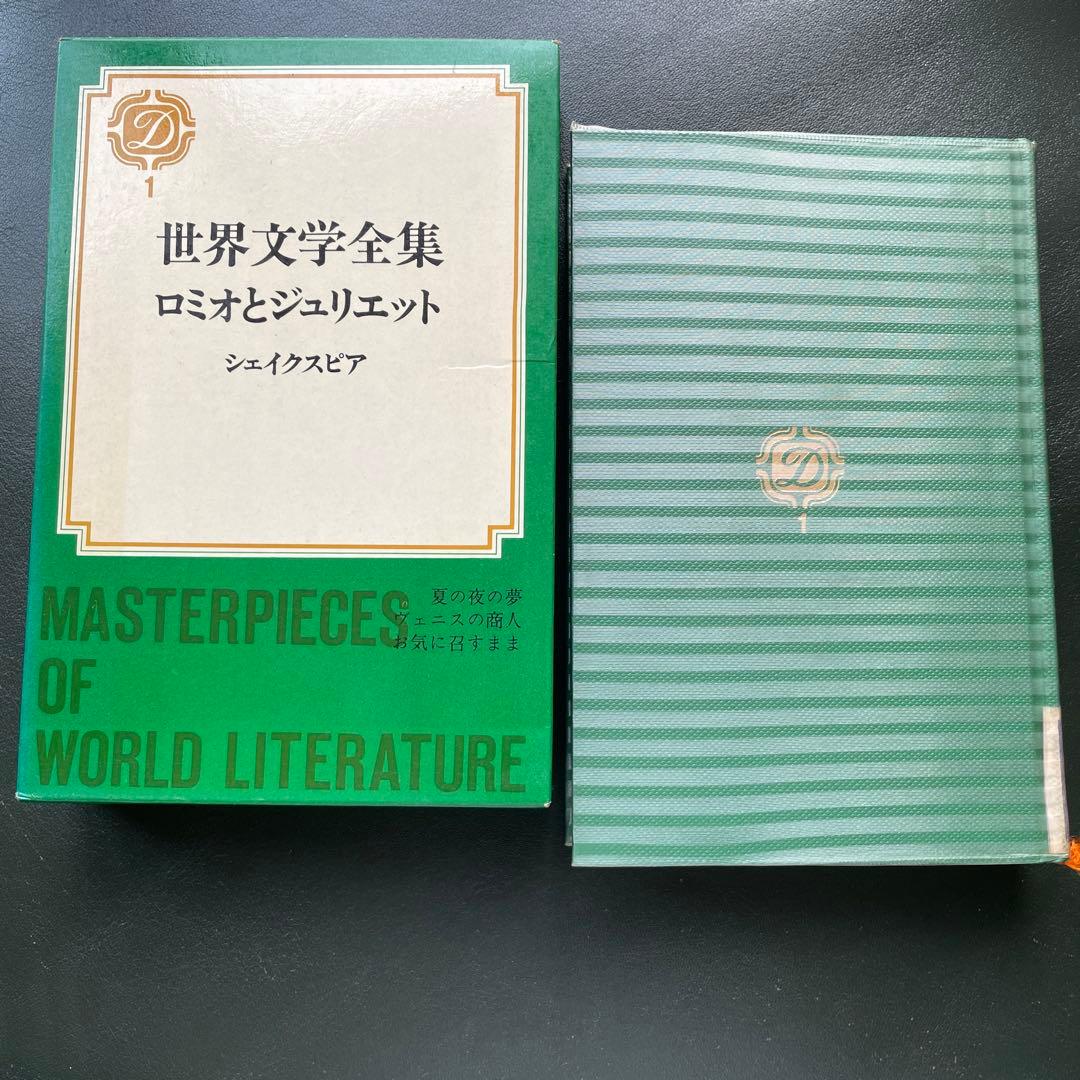 D
1
世界文学全集
ロミオとジュリエット
シェイクスピア
夏の夜の夢
ヴェニスの商人
お気に召すまま
MASTERPIECES
OF
WORLD LITERATURE
D
1